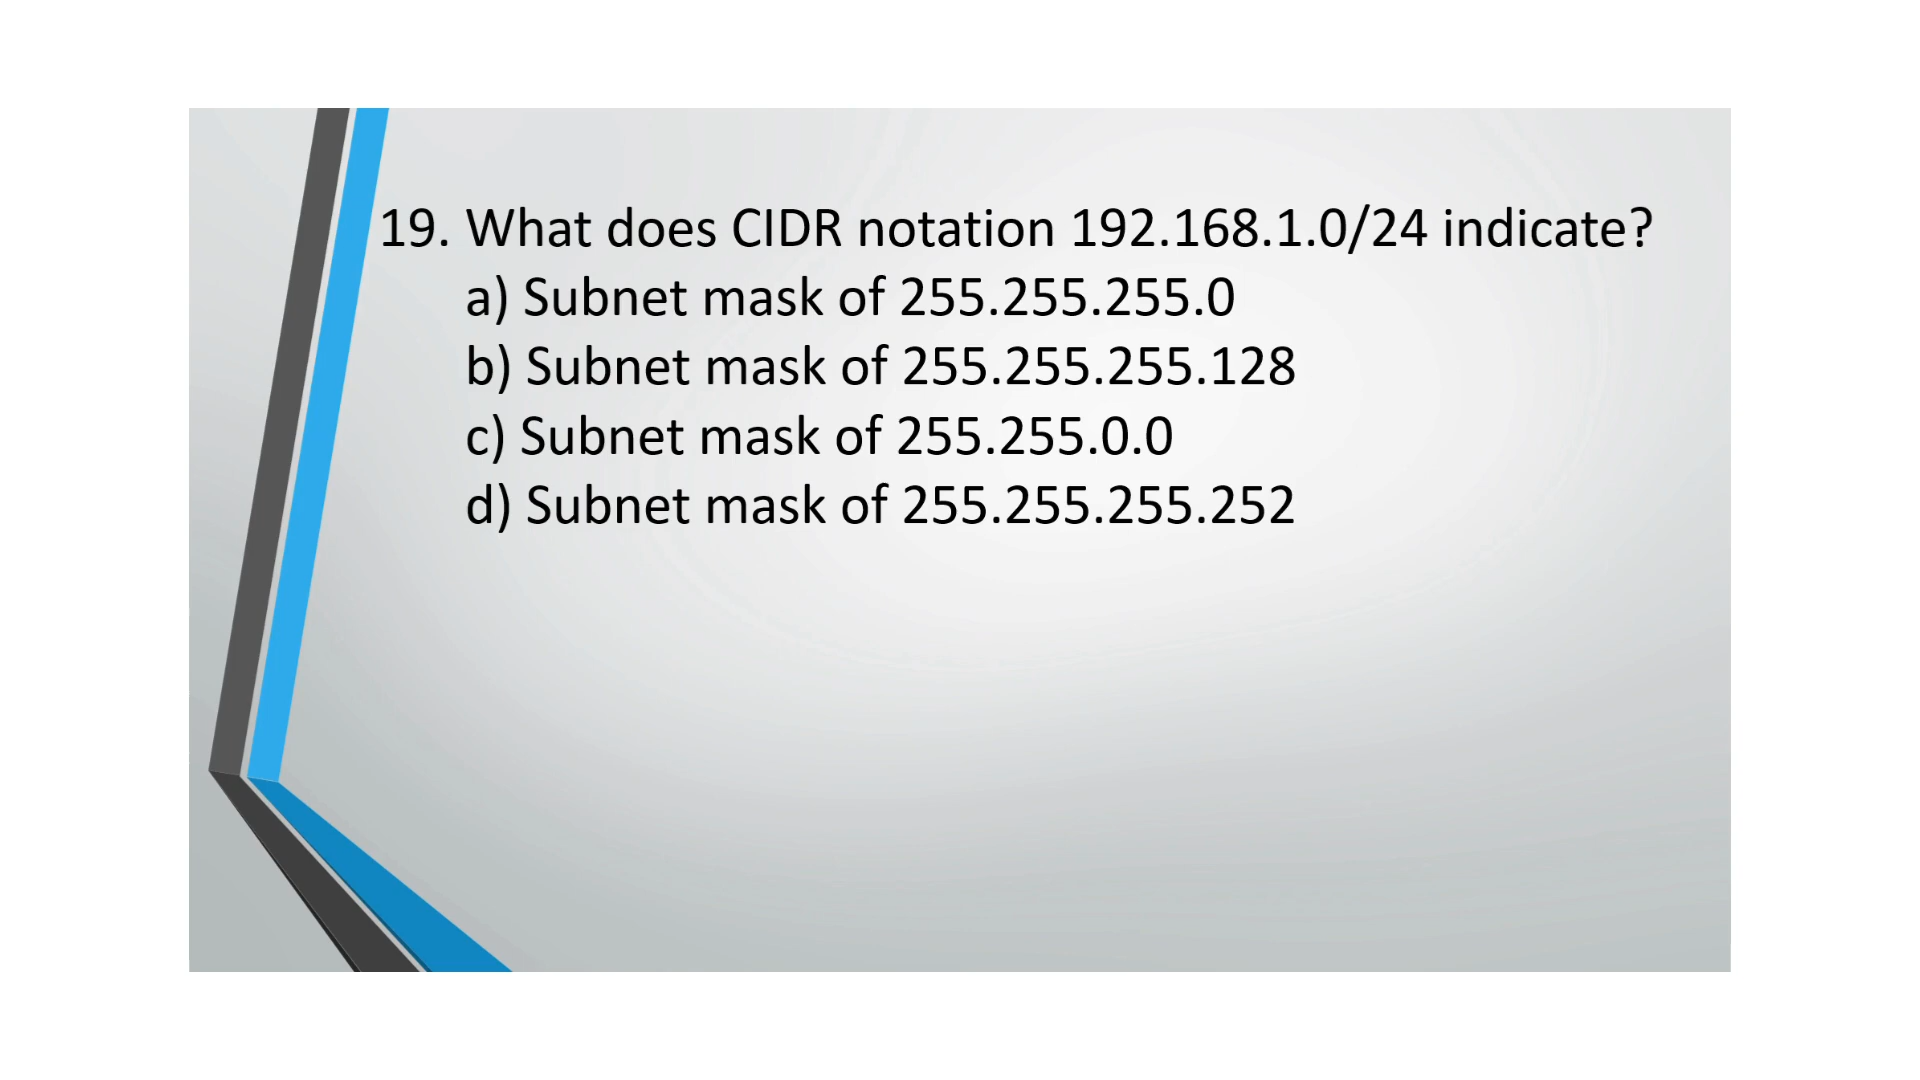 19. What does CIDR notation 192.168.1.0/24 indicate?
a) Subnet mask of 255.255.255.0
b) Subnet mask of 255.255.255.128
c) Subnet mask of 255.255.0.0
d) Subnet mask of 255.255.255.252